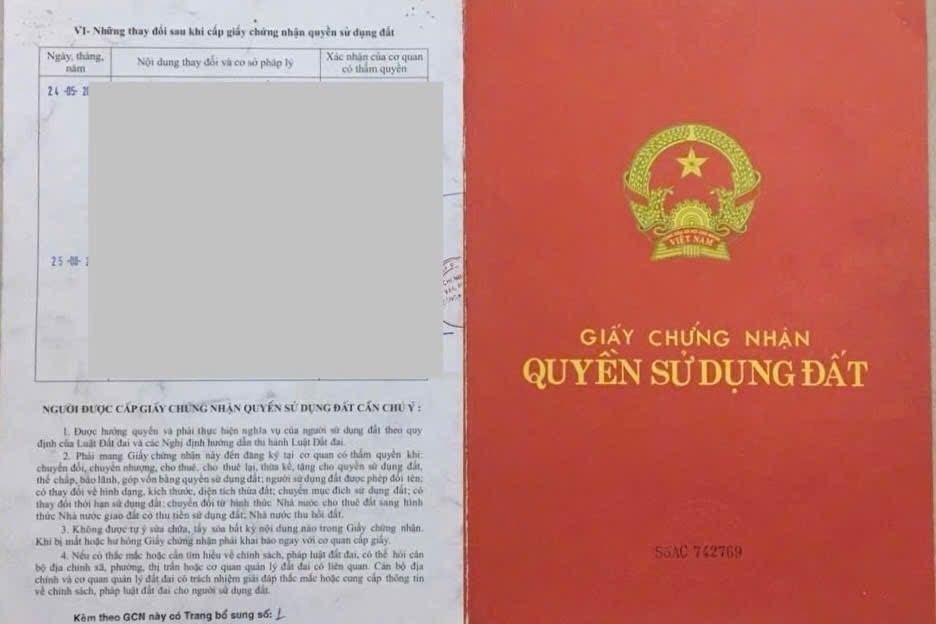 VI- Những thay đổi sau khi cấp giấy chứng nhận quyền sử dụng đất
Ngày, tháng, năm
Nội dung thay đổi và cơ sở pháp lý
Xác nhận của cơ quan có thẩm quyền
24 -05- 20
25 -08- 2
NGƯỜI ĐƯỢC CẤP GIẤY CHỨNG NHẬN QUYỀN SỬ DỤNG ĐẤT CẦN CHÚ Ý :
1. Được hưởng quyền và phải thực hiện nghĩa vụ của người sử dụng đất theo quy
định của Luật Đất đai và các Nghị định hướng dẫn thi hành Luật Đất đai.
2. Phải mang Giấy chứng nhận này đến đăng ký tại cơ quan có thẩm quyền khi:
chuyển đổi, chuyển nhượng, cho thuê, cho thuê lại, thừa kế, tặng cho quyền sử dụng đất,
thế chấp, bảo lãnh, góp vốn bằng quyền sử dụng đất; người sử dụng đất được phép đổi tên;
có thay đổi về hình dạng, kích thước, diện tích thửa đất; chuyển mục đích sử dụng đất; có
thay đổi thời hạn sử dụng đất; chuyển đổi từ hình thức Nhà nước cho thuê đất sang hình
thức Nhà nước giao đất có thu tiền sử dụng đất; Nhà nước thu hồi đất.
3. Không được tự ý sửa chữa, tẩy xóa bất kỳ nội dung nào trong Giấy chứng nhận.
Khi bị mất hoặc hư hỏng Giấy chứng nhận phải khai báo ngay với cơ quan cấp giấy.
4. Nếu có thắc mắc hoặc cần tìm hiểu về chính sách, pháp luật đất đai, có thể hỏi cán
bộ địa chính xã, phường, thị trấn hoặc cơ quan quản lý đất đai có liên quan. Cán bộ địa
chính và cơ quan quản lý đất đai có trách nhiệm giải đáp thắc mắc hoặc cung cấp thông tin
về chính sách, pháp luật đất đai cho người sử dụng đất.
Kèm theo GCN này có Trang bổ sung số: 1
VIỆT NAM
GIẤY CHỨNG NHẬN
QUYỀN SỬ DỤNG ĐẤT
SốAC 742769